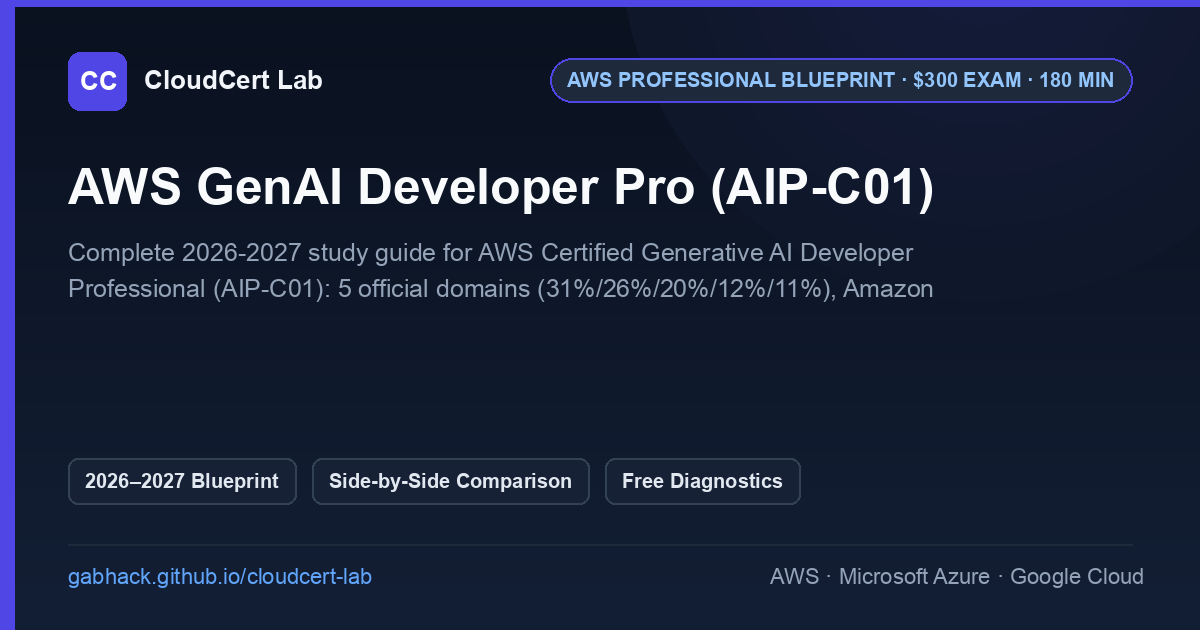 CC
CloudCert Lab
AWS PROFESSIONAL BLUEPRINT · $300 EXAM · 180 MIN
AWS GenAI Developer Pro (AIP-C01)
Complete 2026-2027 study guide for AWS Certified Generative AI Developer
Professional (AIP-C01): 5 official domains (31%/26%/20%/12%/11%), Amazon
2026–2027 Blueprint
Side-by-Side Comparison
Free Diagnostics
gabhack.github.io/cloudcert-lab
AWS · Microsoft Azure · Google Cloud